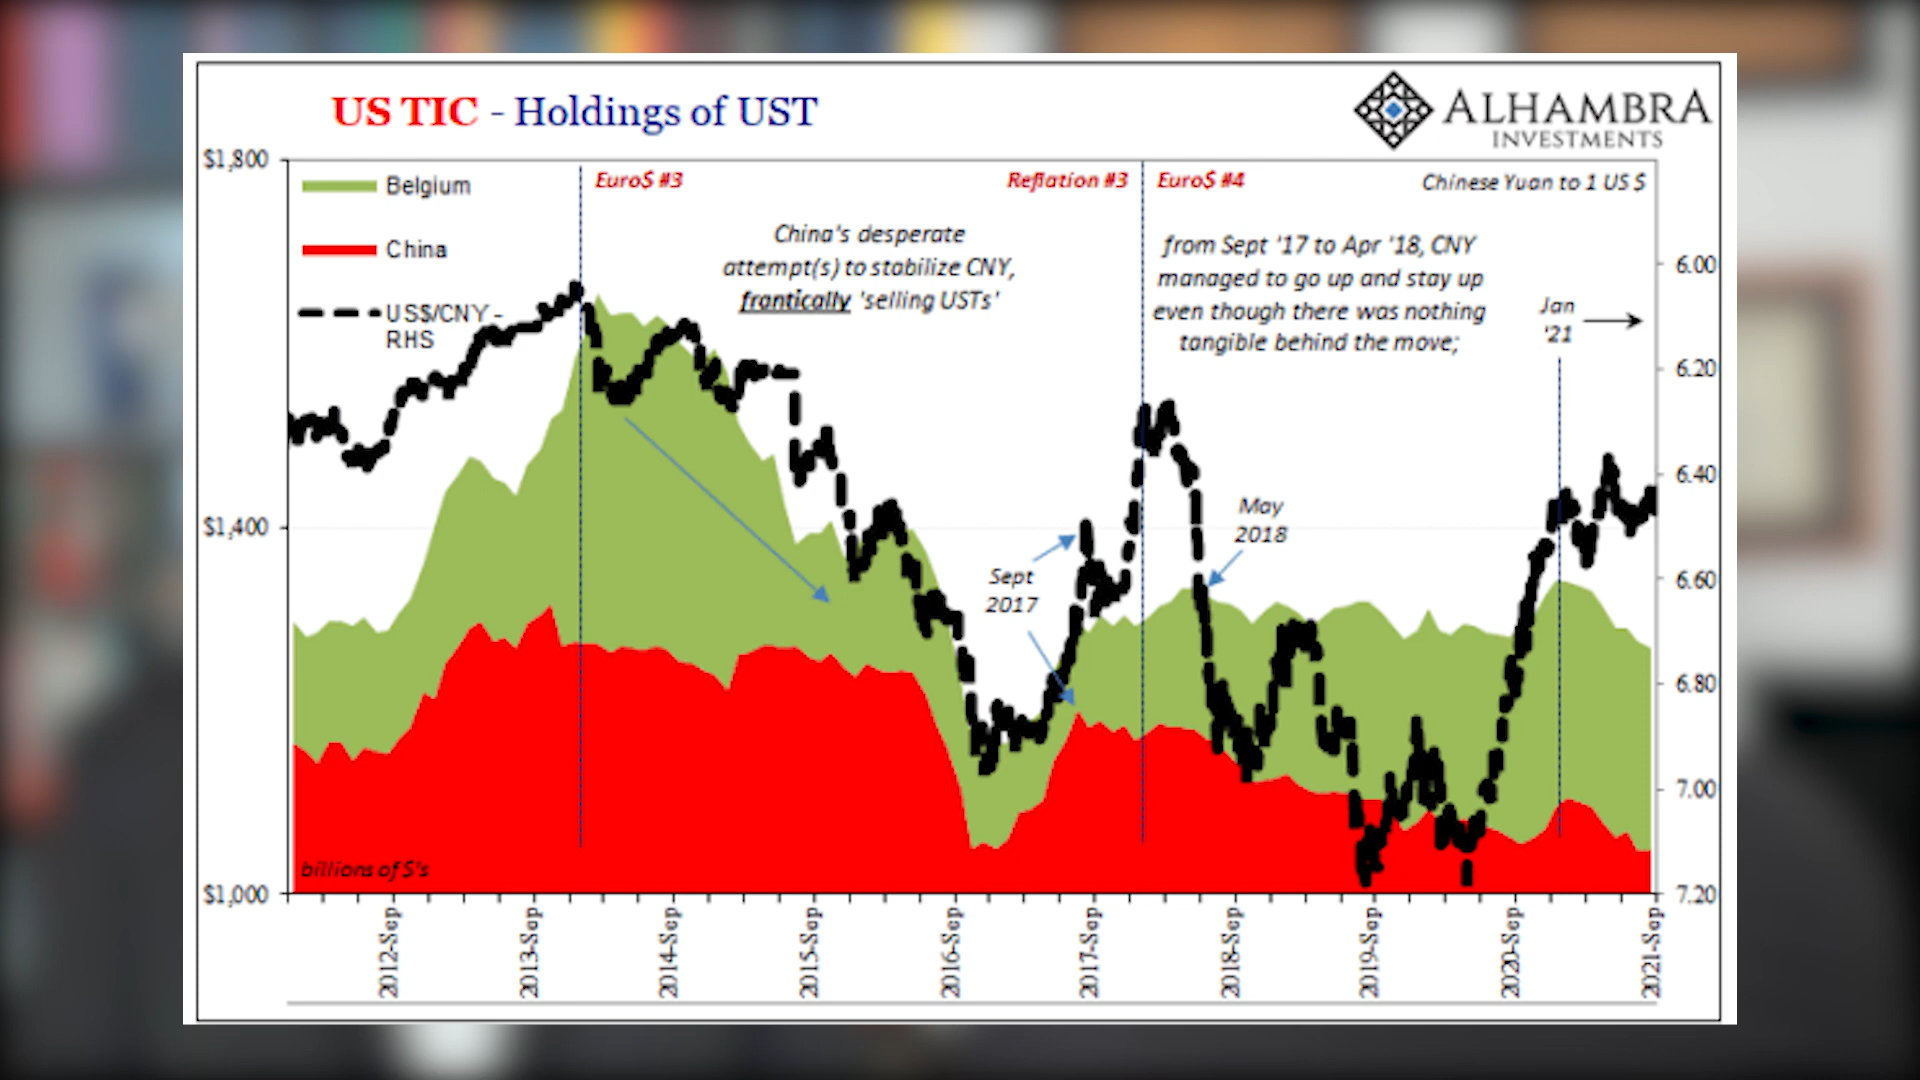 US TIC - Holdings of UST
ALHAMBRA
INVESTMENTS
$1,800
$1,400
$1,000
Belgium
China
US$/CNY -
RHS
Euro$ #3
Reflation #3
Euro$ #4
Chinese Yuan to 1 US $
China's desperate
attempt(s) to stabilize CNY,
frantically 'selling USTs'
from Sept '17 to Apr '18, CNY
managed to go up and stay up
even though there was nothing
tangible behind the move;
Jan
'21
May
2018
Sept
2017
6.00
6.20
6.40
6.60
6.80
7.00
7.20
billions of $'s
2012-Sep
2013-Sep
2014-Sep
2015-Sep
2016-Sep
2017-Sep
2018-Sep
2019-Sep
2020-Sep
2021-Sep